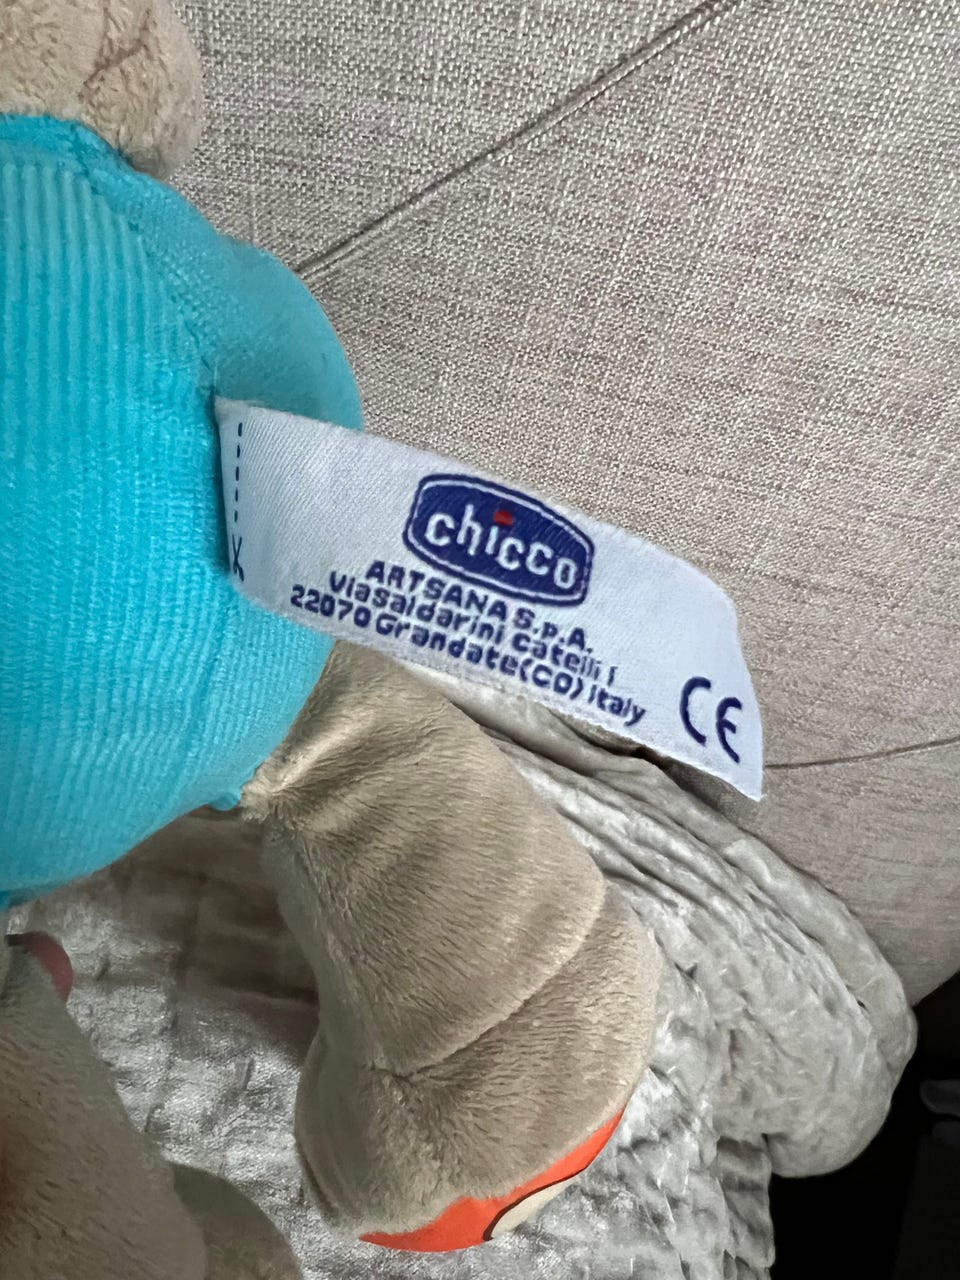 chicco
ARTSANA S.p.A.
Via Saldarini Catelli 1
22070 Grandate(CO) Italy
CE